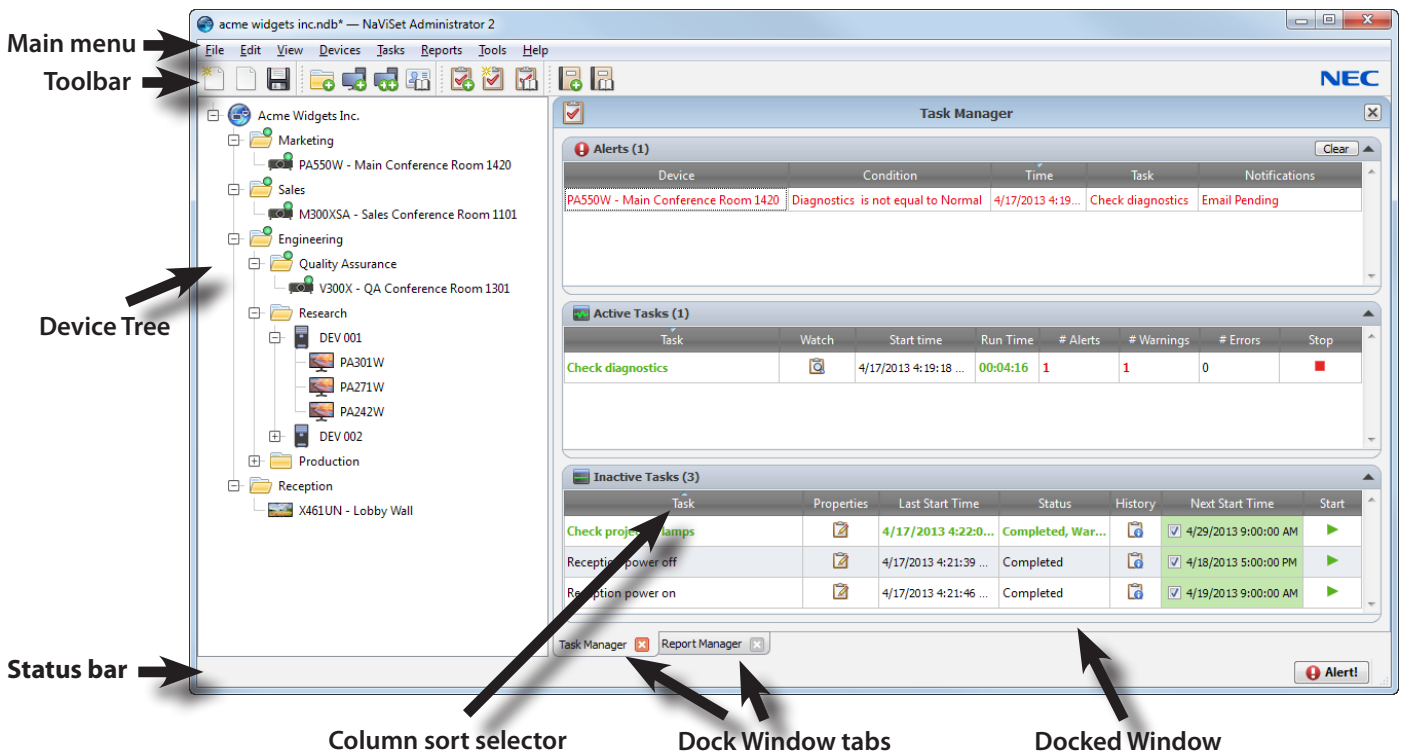 acme widgets inc.ndb* — NaViSet Administrator 2
Main menu
File Edit View Devices Tasks Reports Tools Help
Toolbar
NEC
Acme Widgets Inc.
Marketing
PA550W - Main Conference Room 1420
Sales
M300XSA - Sales Conference Room 1101
Engineering
Quality Assurance
V300X - QA Conference Room 1301
Research
DEV 001
PA301W
PA271W
PA242W
DEV 002
Production
Reception
X461UN - Lobby Wall
Device Tree
Task Manager
Alerts (1) Clear
Device Condition Time Task Notifications
PA550W - Main Conference Room 1420 Diagnostics is not equal to Normal 4/17/2013 4:19... Check diagnostics Email Pending
Active Tasks (1)
Task Watch Start time Run Time # Alerts # Warnings # Errors Stop
Check diagnostics 4/17/2013 4:19:18 ... 00:04:16 1 1 0
Inactive Tasks (3)
Task Properties Last Start Time Status History Next Start Time Start
Check lamps 4/17/2013 4:22:0... Completed, War... 4/29/2013 9:00:00 AM
Reception power off 4/17/2013 4:21:39 ... Completed 4/18/2013 5:00:00 PM
Reception power on 4/17/2013 4:21:46 ... Completed 4/19/2013 9:00:00 AM
Task Manager Report Manager
Status bar
Alert!
Column sort selector
Dock Window tabs
Docked Window